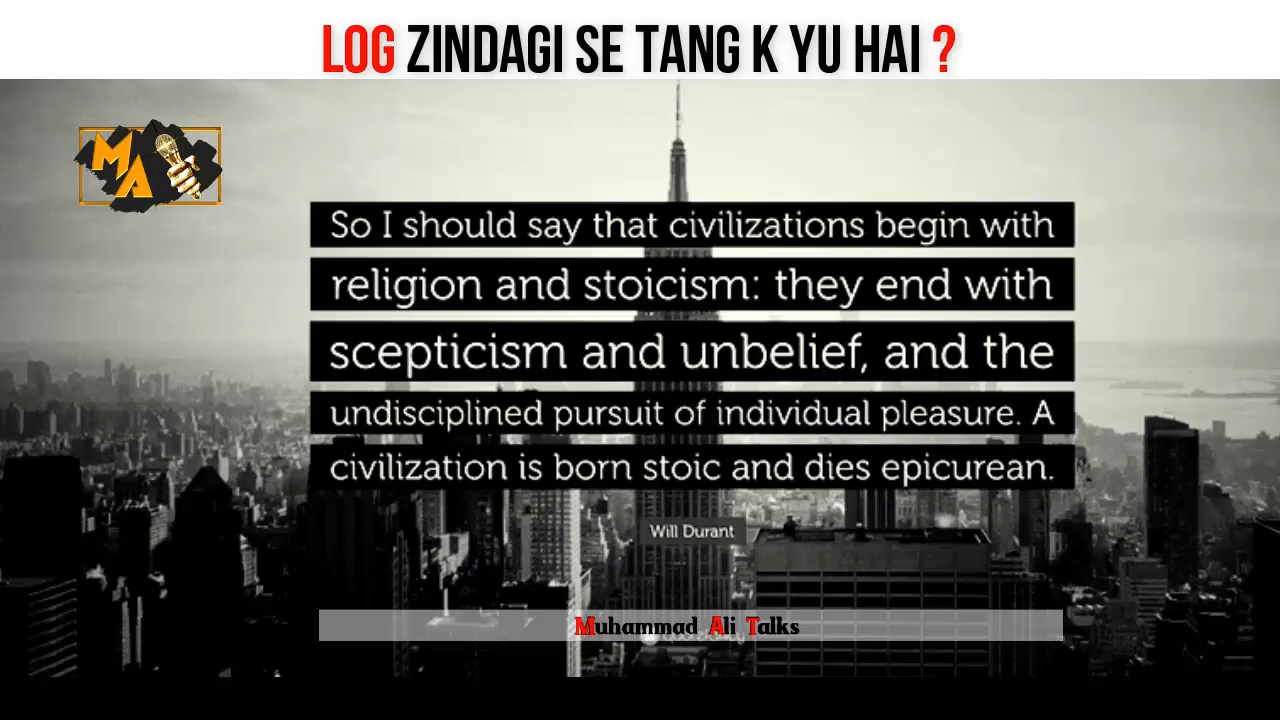 LOG ZINDAGI SE TANG K YU HAI ?
MA
So I should say that civilizations begin with
religion and stoicism: they end with
scepticism and unbelief, and the
undisciplined pursuit of individual pleasure. A
civilization is born stoic and dies epicurean.
Will Durant
Muhammad Ali Talks